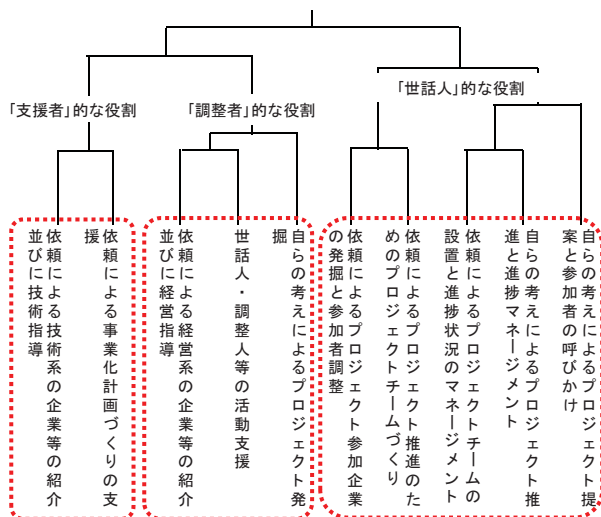 「支援者」的な役割
「調整者」的な役割
「世話人」的な役割
自らの考えによるプロジェクト提
案と参加者の呼びかけ
自らの考えによるプロジェクト推
進と進捗マネージメント
依頼によるプロジェクトチームの
設置と進捗状況のマネージメント
依頼によるプロジェクト推進のた
めのプロジェクトチームづくり
依頼によるプロジェクト参加企業
の発掘と参加者調整
自らの考えによるプロジェクト発
掘
世話人・調整人等の活動支援
依頼による経営系の企業等の紹介
並びに経営指導
依頼による事業化計画づくりの支
援
依頼による技術系の企業等の紹介
並びに技術指導